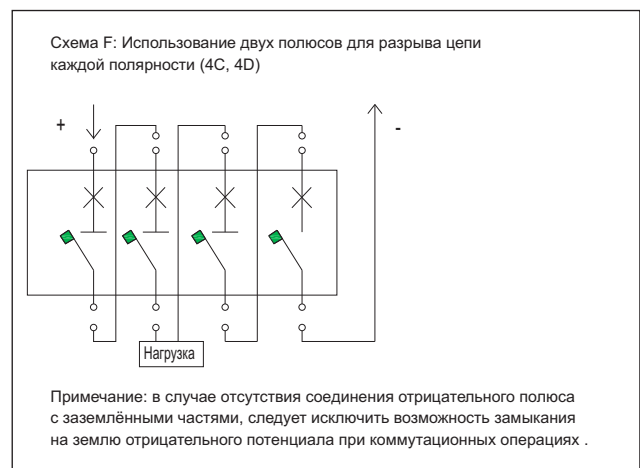 Схема F: Использование двух полюсов для разрыва цепи
каждой полярности (4C, 4D)
+
-
Нагрузка
Примечание: в случае отсутствия соединения отрицательного полюса
с заземлёнными частями, следует исключить возможность замыкания
на землю отрицательного потенциала при коммутационных операциях .